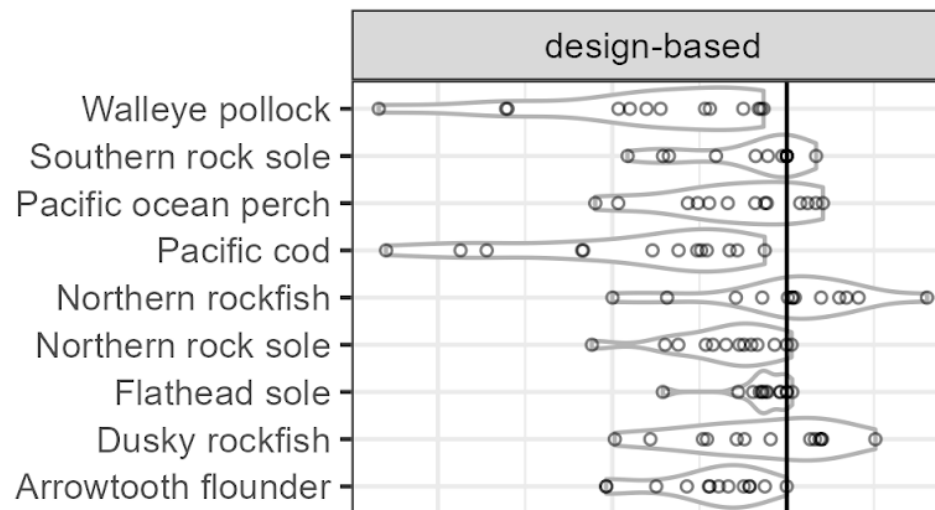 design-based
Walleye pollock
Southern rock sole
Pacific ocean perch
Pacific cod
Northern rockfish
Northern rock sole
Flathead sole
Dusky rockfish
Arrowtooth flounder